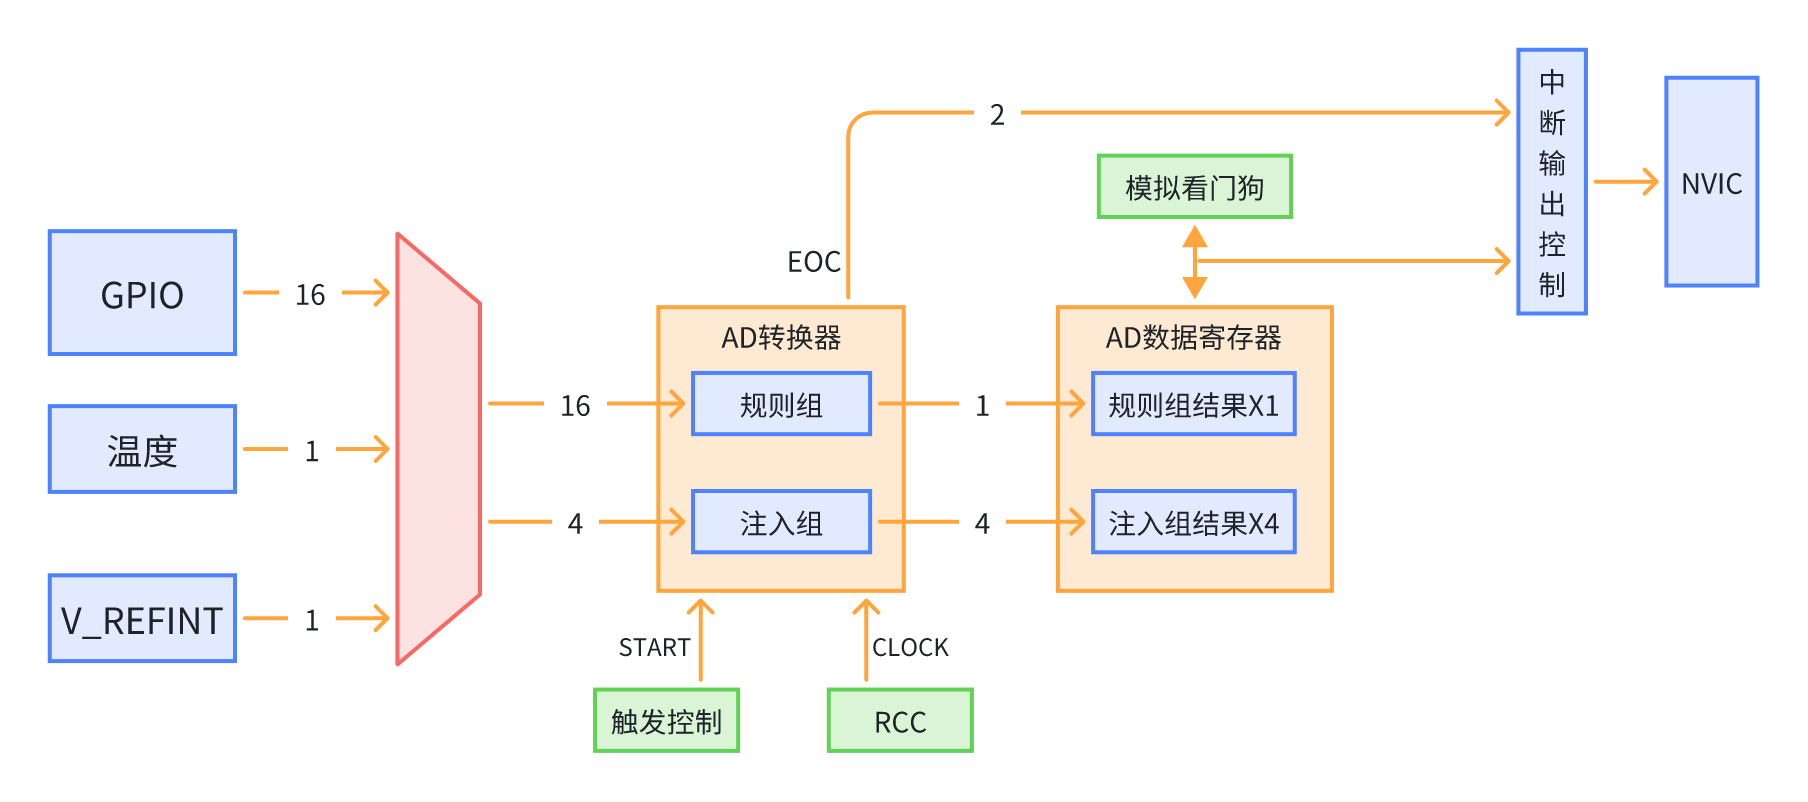 GPIO
16
温度
1
V_REFINT
1
16
4
EOC
2
AD转换器
规则组
注入组
START
CLOCK
触发控制
RCC
1
4
模拟看门狗
AD数据寄存器
规则组结果X1
注入组结果X4
中
断
输
出
控
制
NVIC